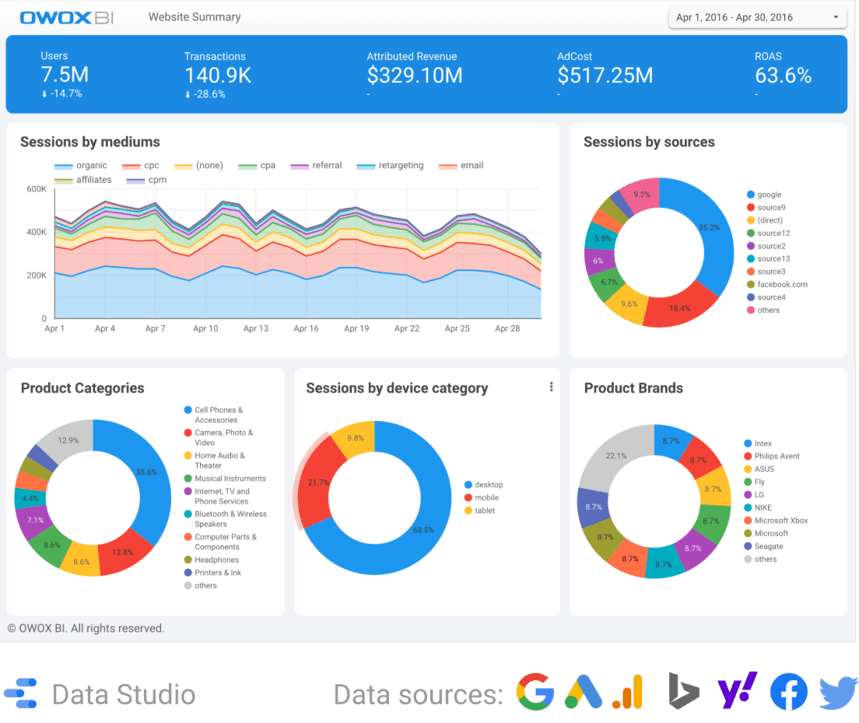 OWOX BI
Website Summary
Apr 1, 2016 - Apr 30, 2016
Users
7.5M
-14.7%
Transactions
140.9K
-28.6%
Attributed Revenue
$329.10M
-
AdCost
$517.25M
-
ROAS
63.6%
-
Sessions by mediums
organic cpc (none) cpa referral retargeting email
affiliates cpm
600K
400K
200K
0
Apr 1 Apr 4 Apr 7 Apr 10 Apr 13 Apr 16 Apr 19 Apr 22 Apr 25 Apr 28
Sessions by sources
35.2%
18.4%
9.6%
6.7%
6%
5.9%
9.2%
google
source9
(direct)
source12
source2
source13
source3
facebook.com
source4
others
Product Categories
35.6%
12.8%
8.6%
8.6%
7.1%
4.4%
12.9%
Cell Phones &
Accessories
Camera, Photo &
Video
Home Audio &
Theater
Musical Instruments
Internet, TV and
Phone Services
Bluetooth & Wireless
Speakers
Computer Parts &
Components
Headphones
Printers & Ink
others
Sessions by device category
68.5%
21.7%
9.8%
desktop
mobile
tablet
Product Brands
8.7%
8.7%
8.7%
8.7%
8.7%
8.7%
8.7%
8.7%
8.7%
22.1%
Intex
Philips Avent
ASUS
Fly
LG
NIKE
Microsoft Xbox
Microsoft
Seagate
others
© OWOX BI. All rights reserved.
Data Studio
Data sources:
y!